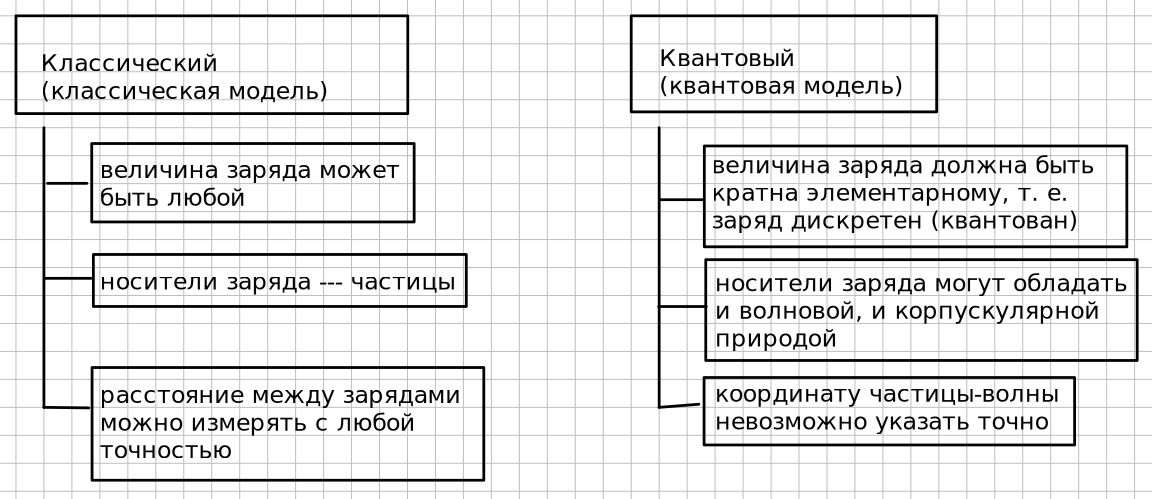 Классический
(классическая модель)
величина заряда может
быть любой
носители заряда --- частицы
расстояние между зарядами
можно измерять с любой
точностью
Квантовый
(квантовая модель)
величина заряда должна быть
кратна элементарному, т. е.
заряд дискретен (квантован)
носители заряда могут обладать
и волновой, и корпускулярной
природой
координату частицы-волны
невозможно указать точно